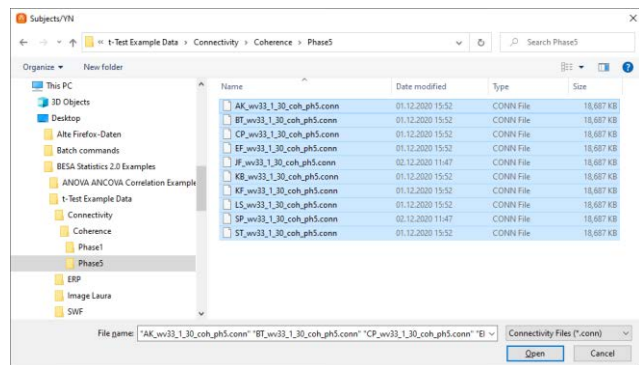 Subjects/YN
« t-Test Example Data › Connectivity › Coherence › Phase5
Search Phase5
Organize
New folder
This PC
3D Objects
Desktop
Alte Firefox-Daten
Batch commands
BESA Statistics 2.0 Examples
ANOVA ANCOVA Correlation Example
t-Test Example Data
Connectivity
Coherence
Phase1
Phase5
ERP
Image Laura
SWF
Name Date modified Type Size
AK_wv33_1_30_coh_ph5.conn 01.12.2020 15:52 CONN File 18,687 KB
BT_wv33_1_30_coh_ph5.conn 01.12.2020 15:52 CONN File 18,687 KB
CP_wv33_1_30_coh_ph5.conn 01.12.2020 15:52 CONN File 18,687 KB
EF_wv33_1_30_coh_ph5.conn 01.12.2020 15:52 CONN File 18,687 KB
JF_wv33_1_30_coh_ph5.conn 02.12.2020 11:47 CONN File 18,687 KB
KB_wv33_1_30_coh_ph5.conn 01.12.2020 15:52 CONN File 18,687 KB
KF_wv33_1_30_coh_ph5.conn 01.12.2020 15:52 CONN File 18,687 KB
LS_wv33_1_30_coh_ph5.conn 01.12.2020 15:52 CONN File 18,687 KB
SP_wv33_1_30_coh_ph5.conn 02.12.2020 11:47 CONN File 18,687 KB
ST_wv33_1_30_coh_ph5.conn 01.12.2020 15:52 CONN File 18,687 KB
File name: "AK_wv33_1_30_coh_ph5.conn" "BT_wv33_1_30_coh_ph5.conn" "CP_wv33_1_30_coh_ph5.conn"
Connectivity Files (*.conn)
Open Cancel